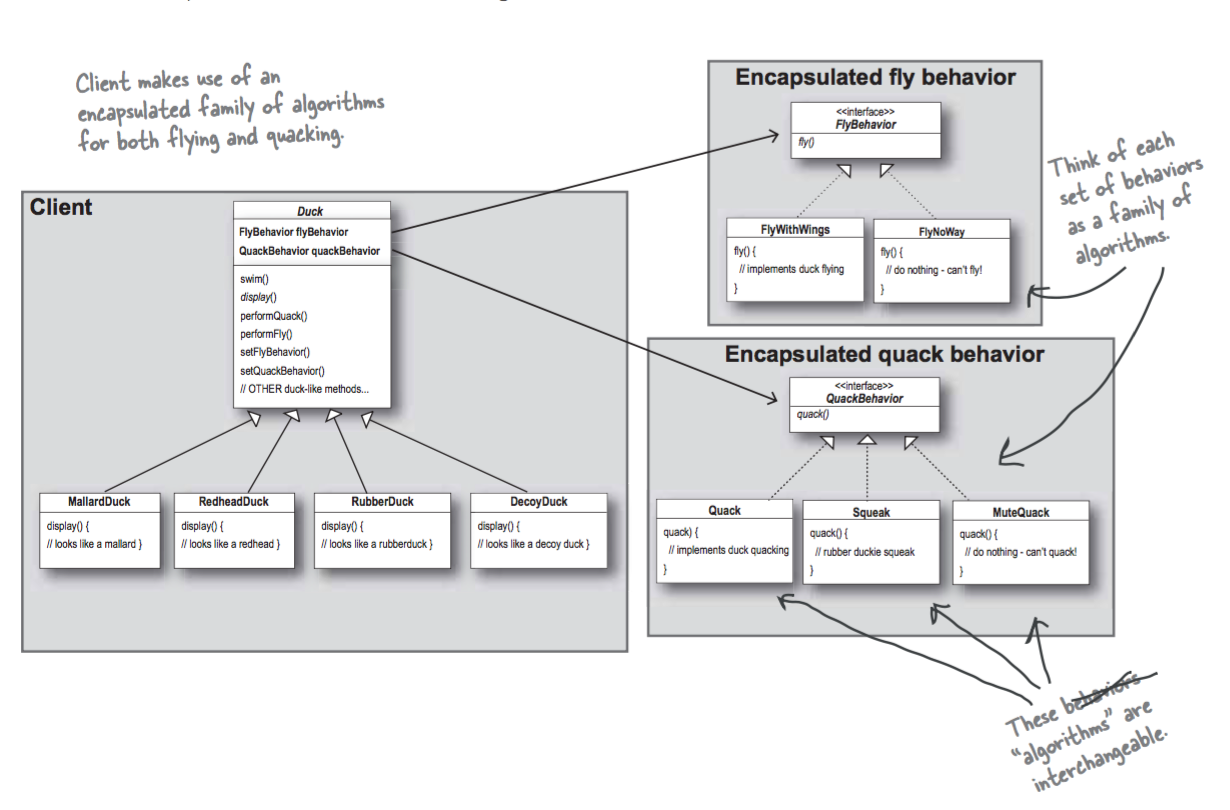 Client makes use of an
encapsulated family of algorithms
for both flying and quacking.
Client
Duck
FlyBehavior flyBehavior
QuackBehavior quackBehavior
swim()
display()
performQuack()
performFly()
setFlyBehavior()
setQuackBehavior()
// OTHER duck-like methods...
MallardDuck
display() {
// looks like a mallard }
RedheadDuck
display() {
// looks like a redhead }
RubberDuck
display() {
// looks like a rubberduck }
DecoyDuck
display() {
// looks like a decoy duck }
Encapsulated fly behavior
<<interface>>
FlyBehavior
fly()
FlyWithWings
fly() {
// implements duck flying
}
FlyNoWay
fly() {
// do nothing - can't fly!
}
Think of each
set of behaviors
as a family of
algorithms.
Encapsulated quack behavior
<<interface>>
QuackBehavior
quack()
Quack
quack) {
// implements duck quacking
}
Squeak
quack() {
// rubber duckie squeak
}
MuteQuack
quack() {
// do nothing - can't quack!
}
These behaviors
“algorithms” are
interchangeable.